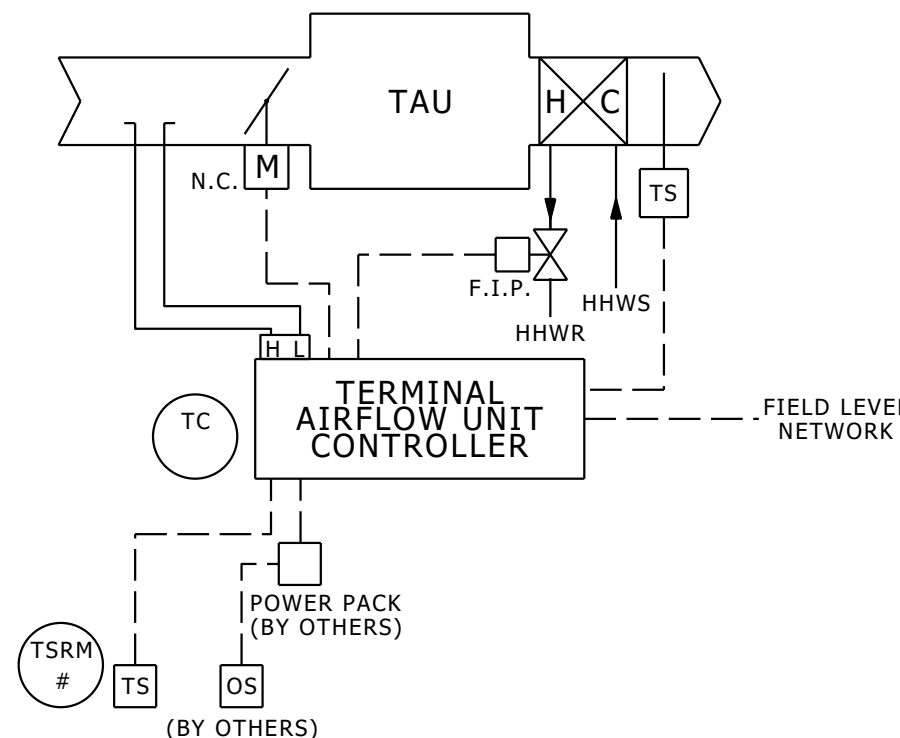 TAU
H C
M
N.C.
TS
F.I.P.
HHWS
HHWR
H L
TERMINAL
AIRFLOW UNIT
CONTROLLER
TC
FIELD LEVEL
NETWORK
POWER PACK
(BY OTHERS)
TSRM
#
TS
OS
(BY OTHERS)